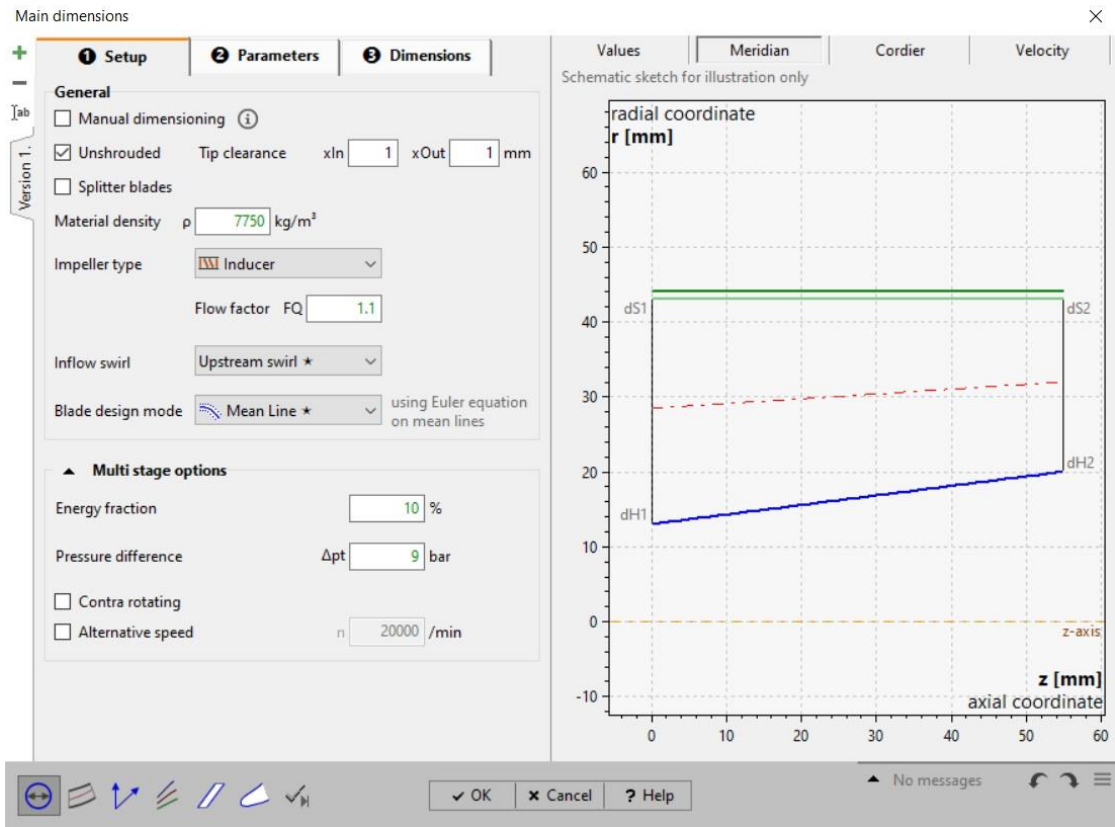 Main dimensions
1 Setup
2 Parameters
3 Dimensions
ab
Version 1.
General
Manual dimensioning i
Unshrouded Tip clearance xIn 1 xOut 1 mm
Splitter blades
Material density ρ 7750 kg/m³
Impeller type Inducer
Flow factor FQ 1.1
Inflow swirl Upstream swirl ★
Blade design mode Mean Line ★ using Euler equation
on mean lines
Multi stage options
Energy fraction 10 %
Pressure difference Δpt 9 bar
Contra rotating
Alternative speed n 20000 /min
Values Meridian Cordier Velocity
Schematic sketch for illustration only
radial coordinate
r [mm]
60
50
40
30
20
10
0
-10
dS1
dS2
dH2
dH1
z-axis
z [mm]
axial coordinate
0 10 20 30 40 50 60
OK
Cancel
? Help
No messages